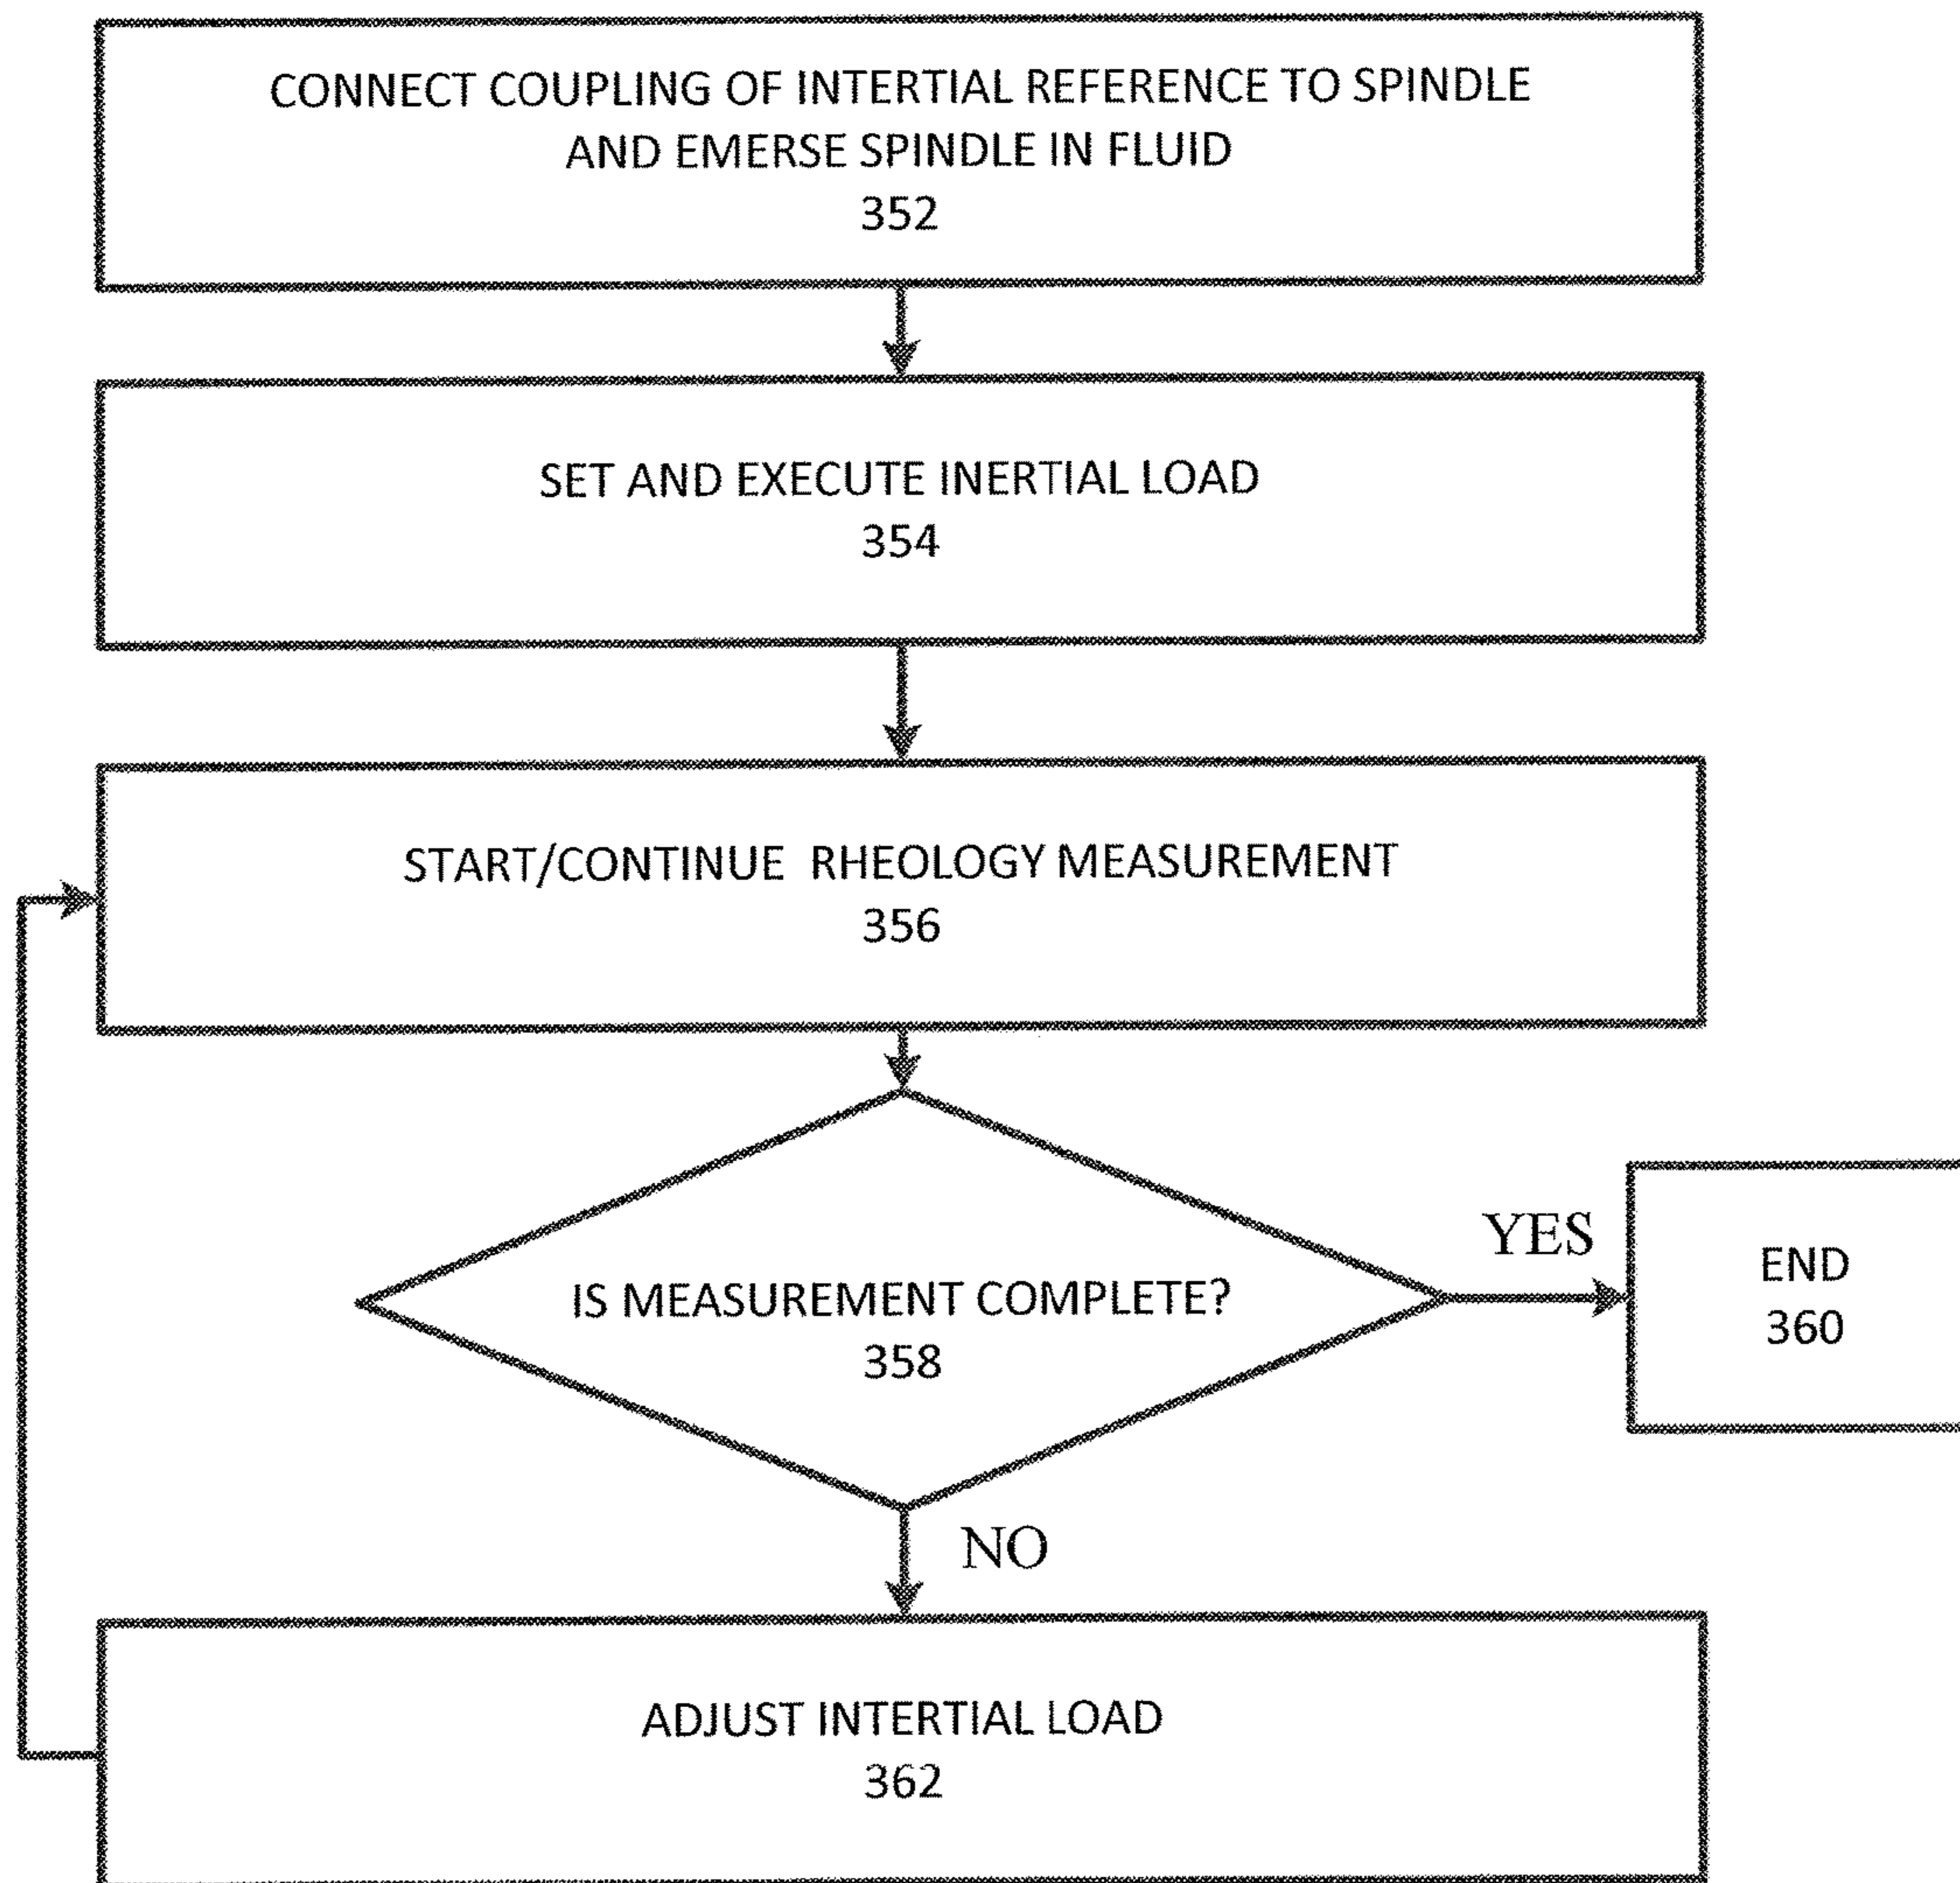 CONNECT COUPLING OF INTERTIAL REFERENCE TO SPINDLE
AND EMERSE SPINDLE IN FLUID
352
SET AND EXECUTE INERTIAL LOAD
354
START/CONTINUE RHEOLOGY MEASUREMENT
356
IS MEASUREMENT COMPLETE?
358
YES
END
360
NO
ADJUST INTERTIAL LOAD
362